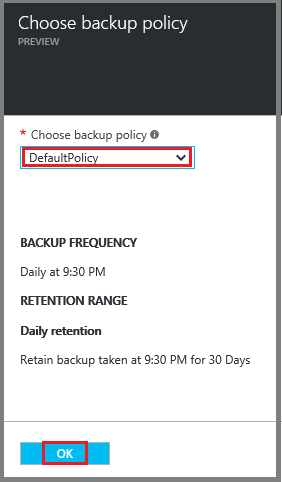 Choose backup policy
PREVIEW
* Choose backup policy
DefaultPolicy
BACKUP FREQUENCY
Daily at 9:30 PM
RETENTION RANGE
Daily retention
Retain backup taken at 9:30 PM for 30 Days
OK